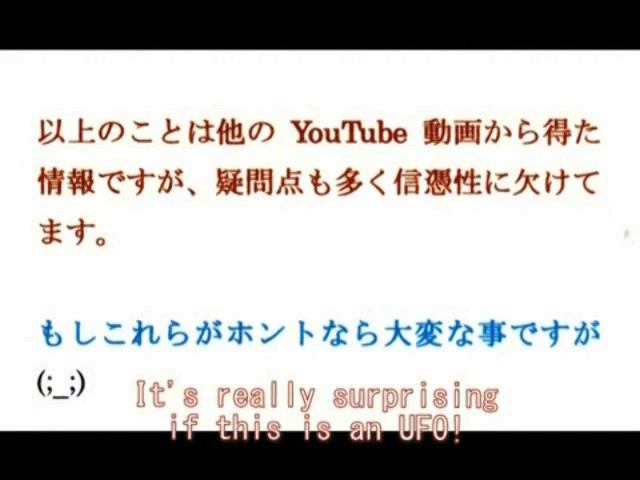 以上のことは他の YouTube 動画から得た
情報ですが、疑問点も多く信憑性に欠けて
ます。
もしこれらがホントなら大変な事ですが
(;_;)
It's really surprising
if this is an UFO!